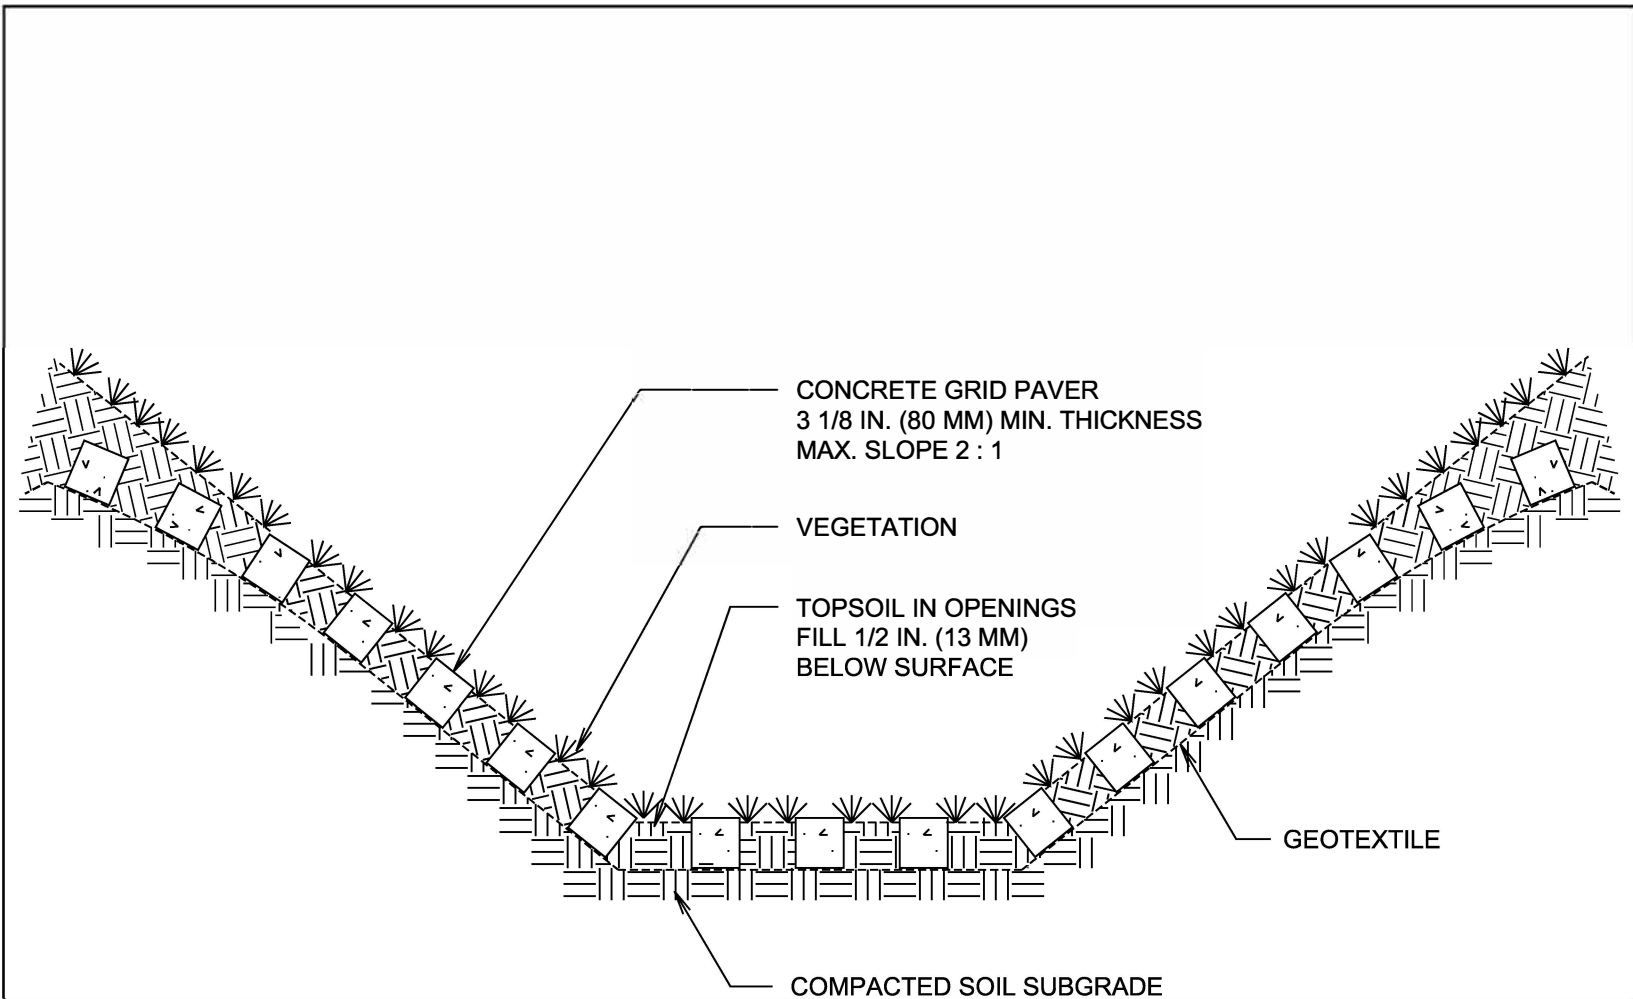 CONCRETE GRID PAVER
3 1/8 IN. (80 MM) MIN. THICKNESS
MAX. SLOPE 2 : 1
VEGETATION
TOPSOIL IN OPENINGS
FILL 1/2 IN. (13 MM)
BELOW SURFACE
GEOTEXTILE
COMPACTED SOIL SUBGRADE